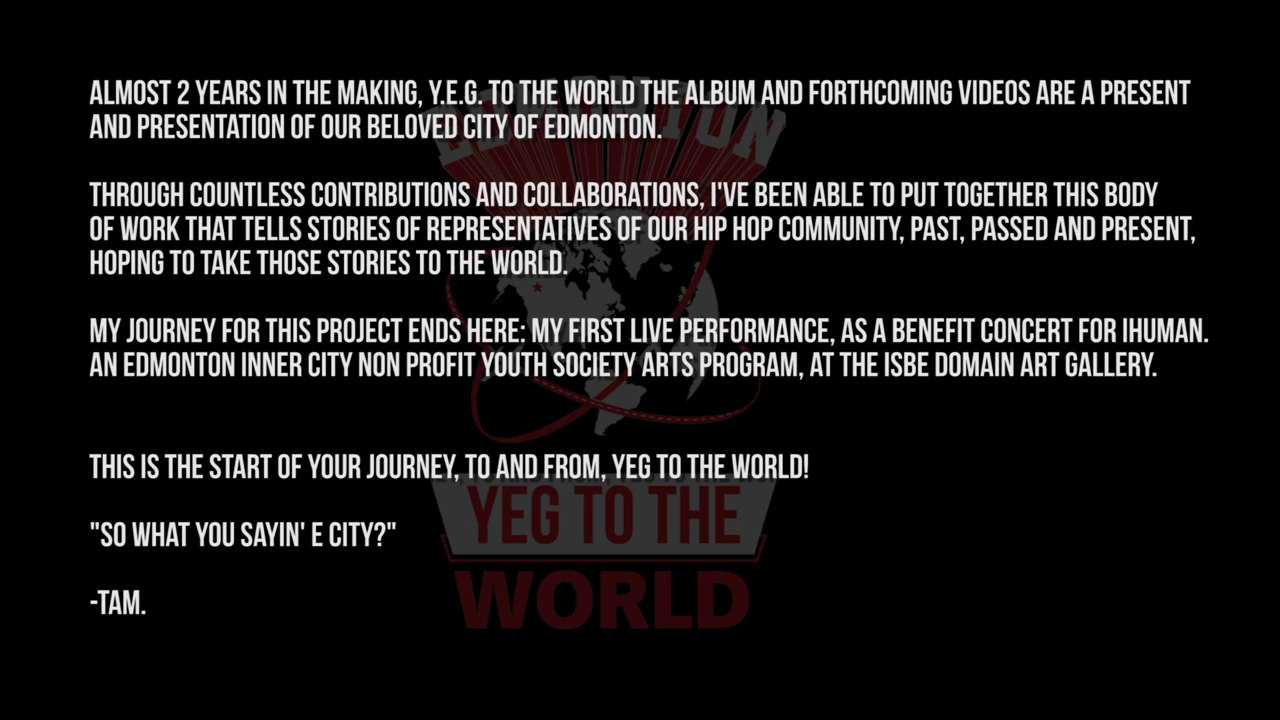 ALMOST 2 YEARS IN THE MAKING, Y.E.G. TO THE WORLD THE ALBUM AND FORTHCOMING VIDEOS ARE A PRESENT
AND PRESENTATION OF OUR BELOVED CITY OF EDMONTON.
THROUGH COUNTLESS CONTRIBUTIONS AND COLLABORATIONS, I'VE BEEN ABLE TO PUT TOGETHER THIS BODY
OF WORK THAT TELLS STORIES OF REPRESENTATIVES OF OUR HIP HOP COMMUNITY, PAST, PASSED AND PRESENT,
HOPING TO TAKE THOSE STORIES TO THE WORLD.
MY JOURNEY FOR THIS PROJECT ENDS HERE: MY FIRST LIVE PERFORMANCE, AS A BENEFIT CONCERT FOR IHUMAN.
AN EDMONTON INNER CITY NON PROFIT YOUTH SOCIETY ARTS PROGRAM, AT THE ISBE DOMAIN ART GALLERY.
THIS IS THE START OF YOUR JOURNEY, TO AND FROM, YEG TO THE WORLD!
"SO WHAT YOU SAYIN' E CITY?"
-TAM.
EDMONTON
YEG TO THE
WORLD